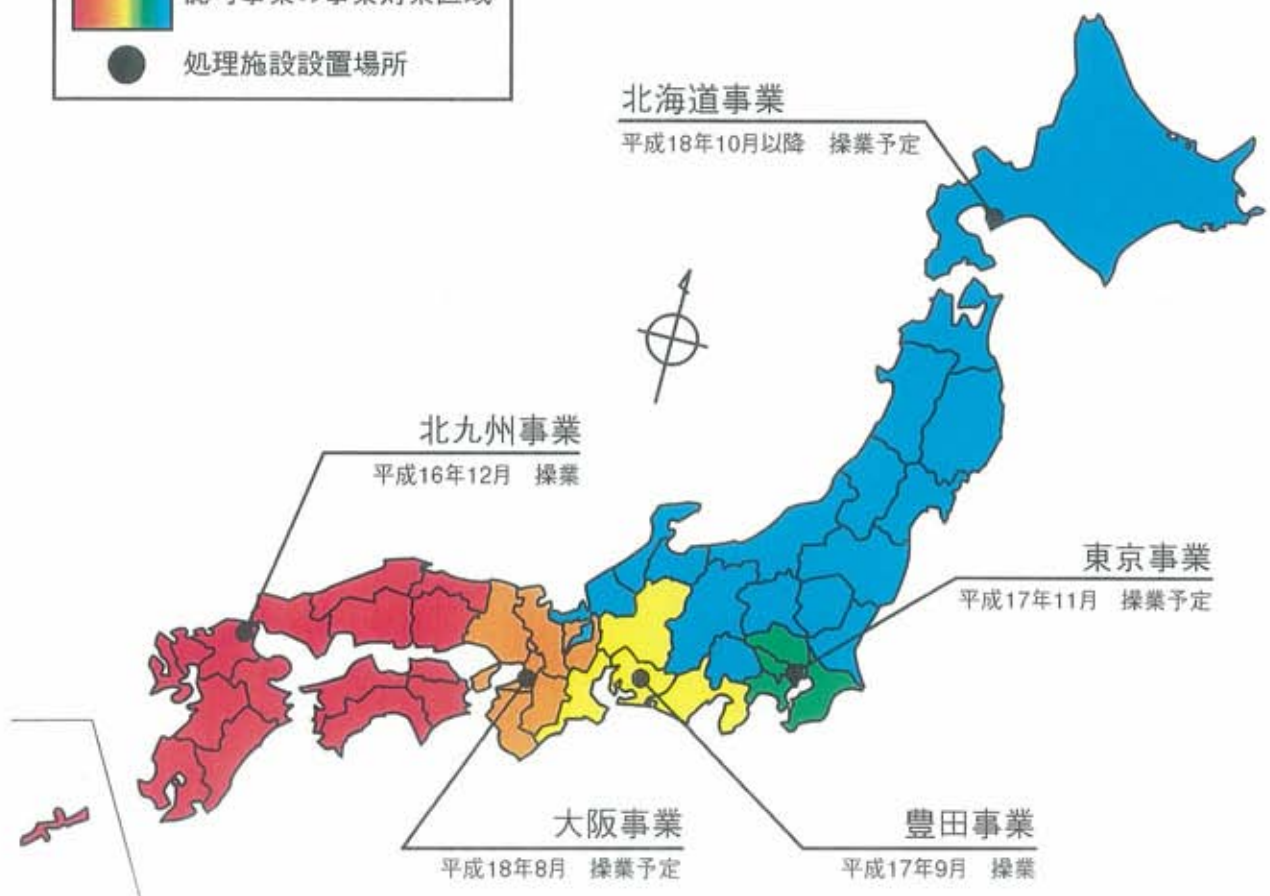 処理施設設置場所
北海道事業
平成18年10月以降 操業予定
北九州事業
平成16年12月 操業
東京事業
平成17年11月 操業予定
大阪事業
平成18年8月 操業予定
豊田事業
平成17年9月 操業